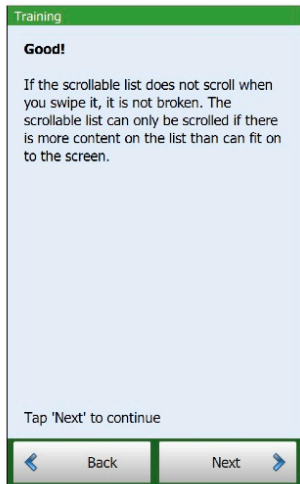 Training
Good!
If the scrollable list does not scroll when
you swipe it, it is not broken. The
scrollable list can only be scrolled if there
is more content on the list than can fit on
to the screen.
Tap 'Next' to continue
Back
Next